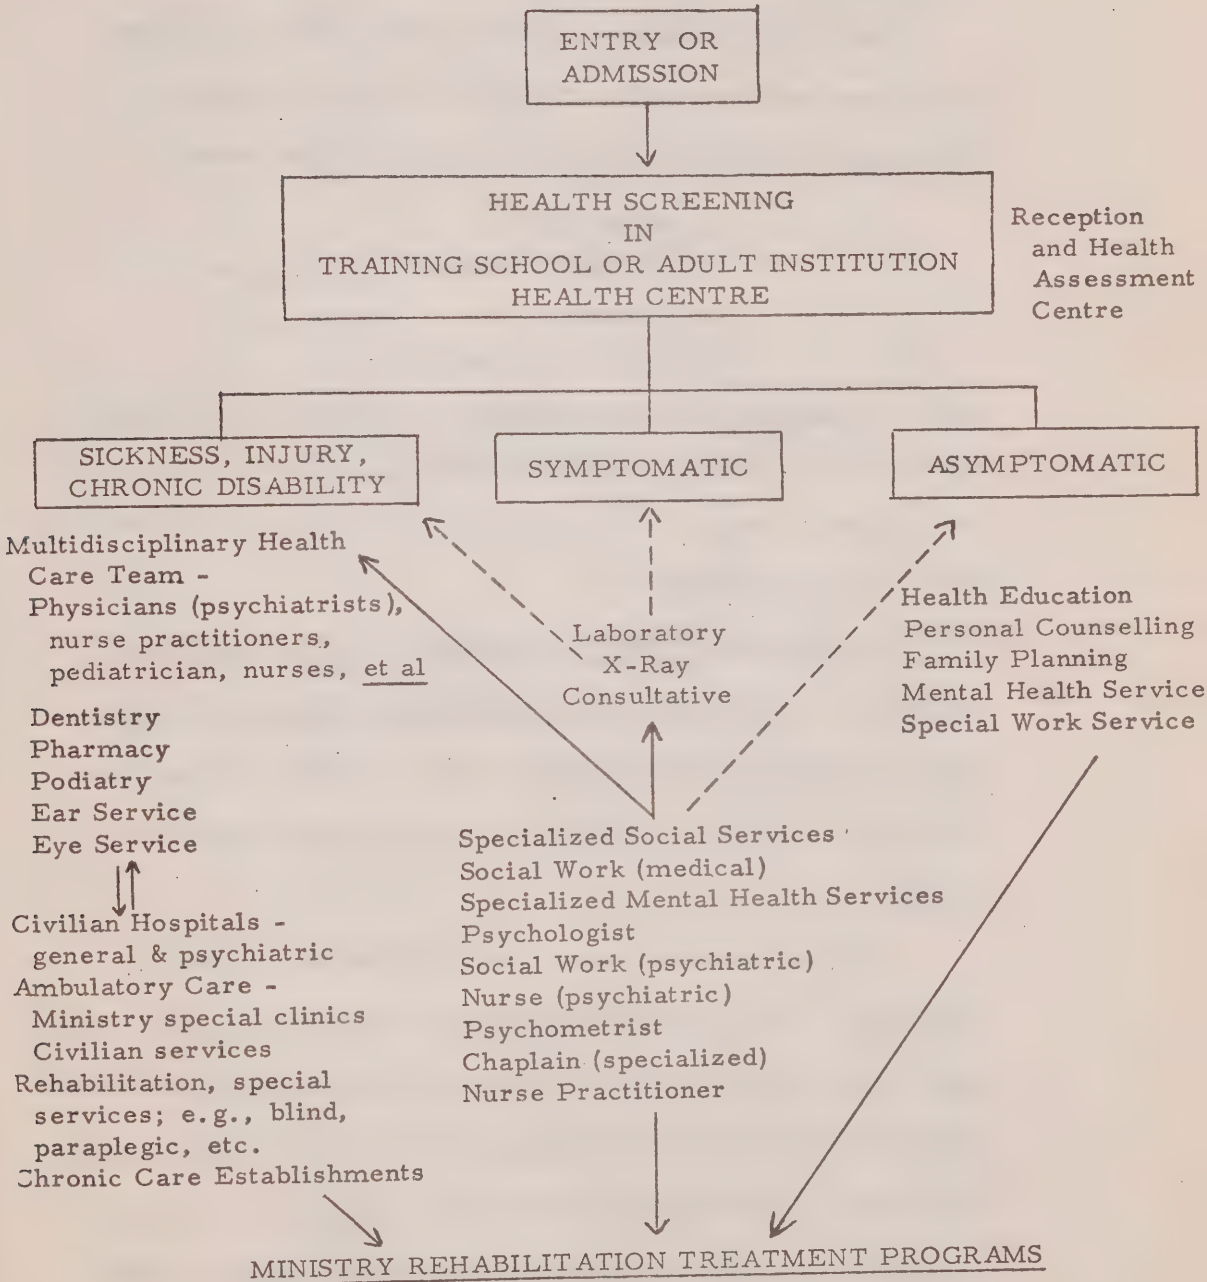 ENTRY OR
ADMISSION
HEALTH SCREENING
IN
TRAINING SCHOOL OR ADULT INSTITUTION
HEALTH CENTRE
Reception
and Health
Assessment
Centre
SICKNESS, INJURY,
CHRONIC DISABILITY
SYMPTOMATIC
ASYMPTOMATIC
Multidisciplinary Health
Care Team -
Physicians (psychiatrists),
nurse practitioners,
pediatrician, nurses, et al
Dentistry
Pharmacy
Podiatry
Ear Service
Eye Service
Civilian Hospitals -
general & psychiatric
Ambulatory Care -
Ministry special clinics
Civilian services
Rehabilitation, special
services; e.g., blind,
paraplegic, etc.
Chronic Care Establishments
Laboratory
X-Ray
Consultative
Specialized Social Services
Social Work (medical)
Specialized Mental Health Services
Psychologist
Social Work (psychiatric)
Nurse (psychiatric)
Psychometrist
Chaplain (specialized)
Nurse Practitioner
Health Education
Personal Counselling
Family Planning
Mental Health Service
Special Work Service
MINISTRY REHABILITATION TREATMENT PROGRAMS